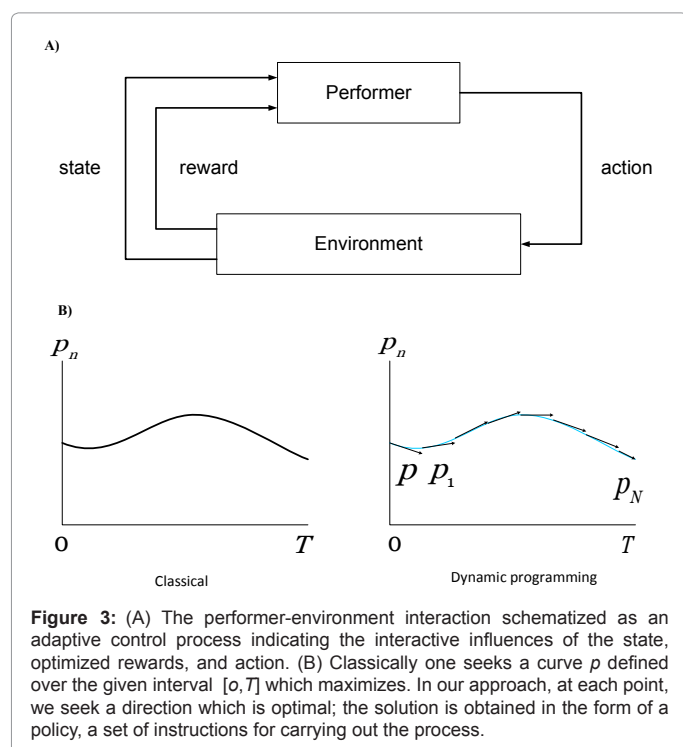 A)
Performer
state
reward
action
Environment
B)
p_n
p_n
p p_1
p_N
o
T
o
T
Classical
Dynamic programming
Figure 3: (A) The performer-environment interaction schematized as an
adaptive control process indicating the interactive influences of the state,
optimized rewards, and action. (B) Classically one seeks a curve p defined
over the given interval [o,T] which maximizes. In our approach, at each point,
we seek a direction which is optimal; the solution is obtained in the form of a
policy, a set of instructions for carrying out the process.